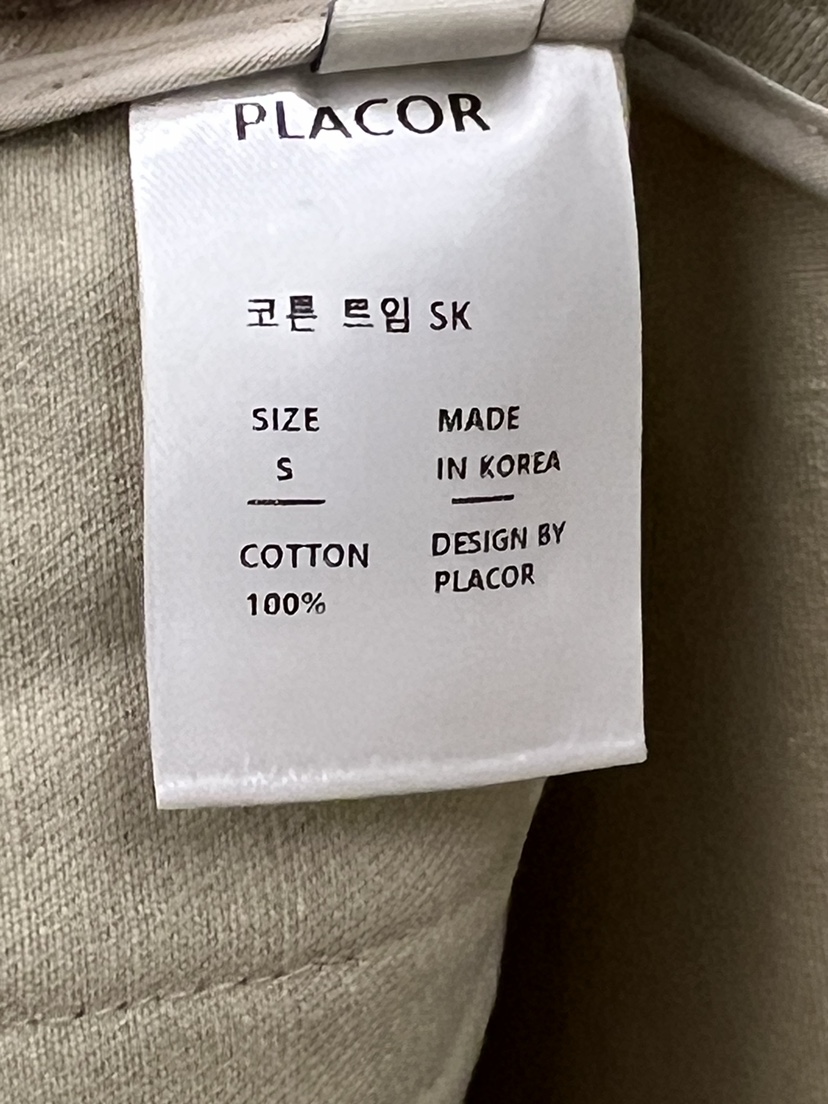 PLACOR
코튼 트임 SK
SIZE
S
MADE
IN KOREA
COTTON
100%
DESIGN BY
PLACOR